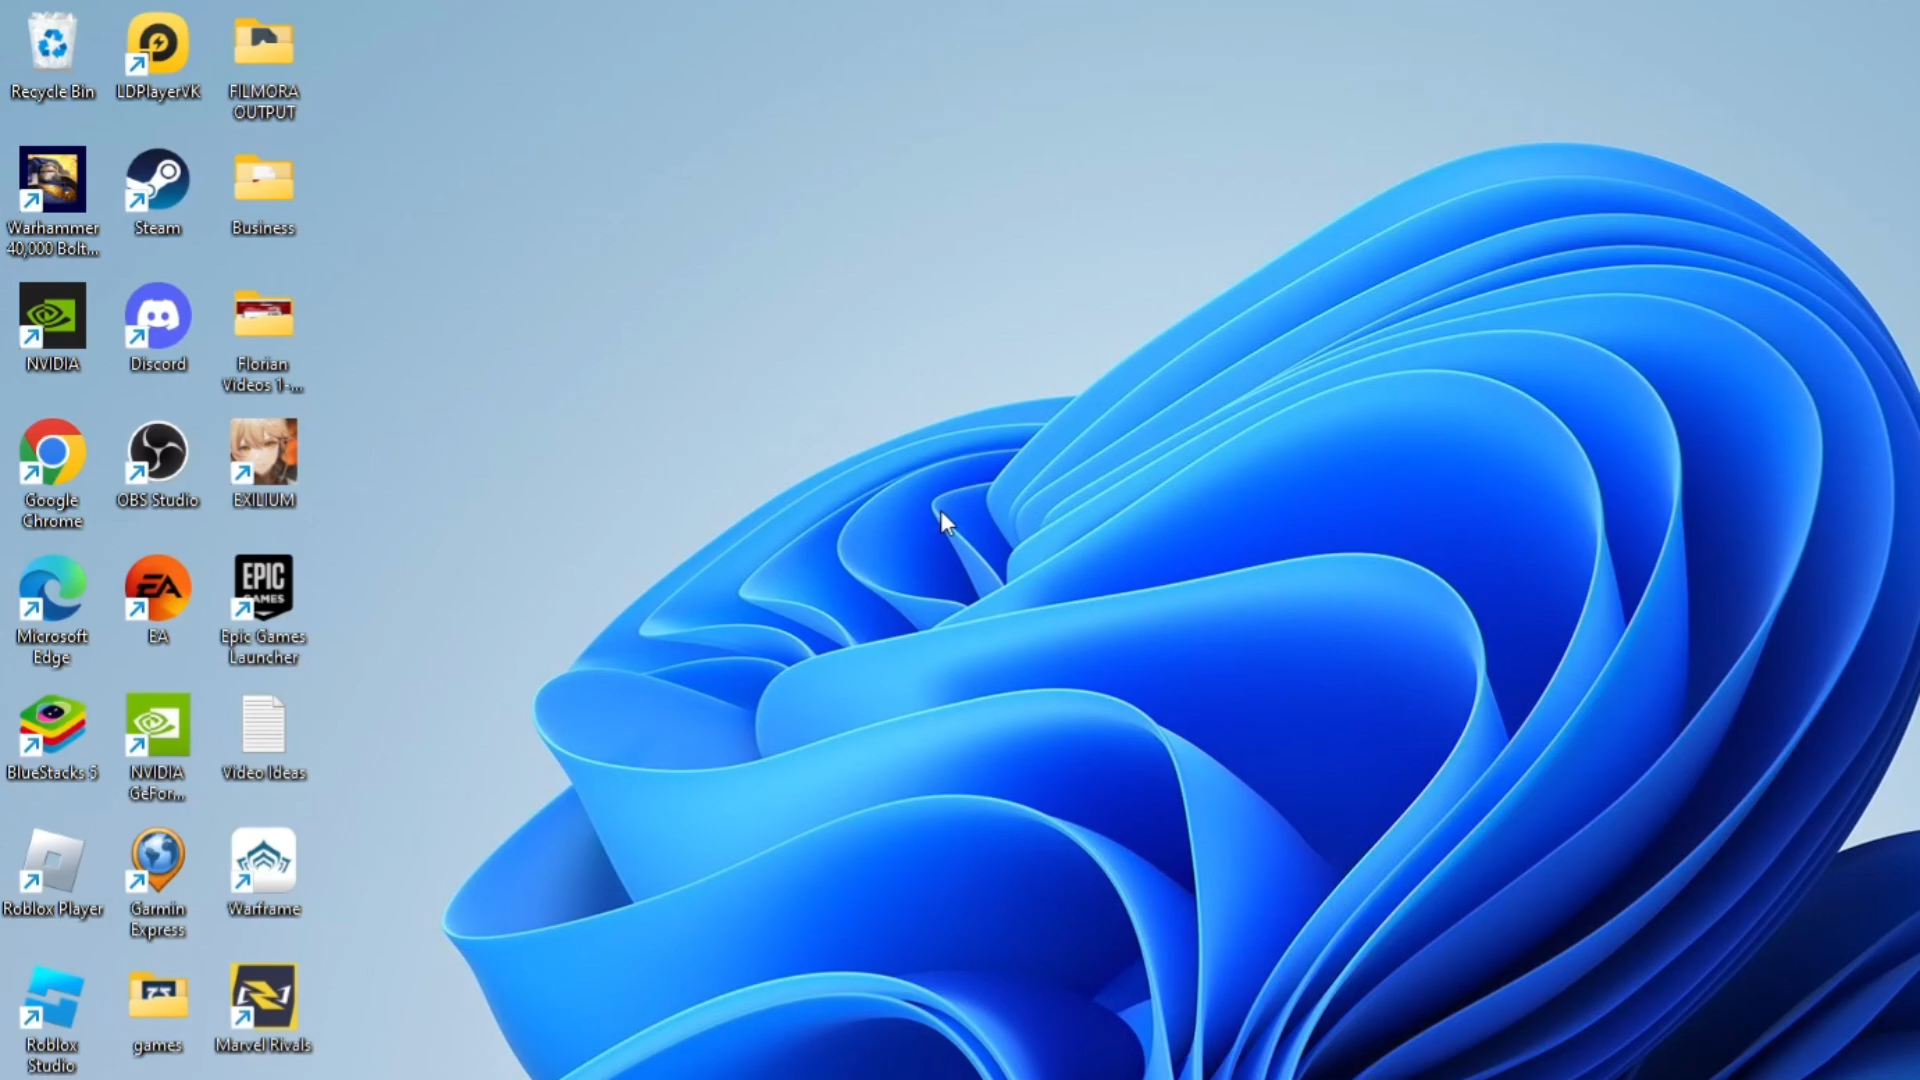 Recycle Bin
LDPlayerVK
FILMORA
OUTPUT
Warhammer
40,000 Bolt...
Steam
Business
NVIDIA
Discord
Florian
Videos 1-...
Google
Chrome
OBS Studio
EXILIUM
Microsoft
Edge
EA
EA
EPIC
GAMES
Epic Games
Launcher
BlueStacks 5
NVIDIA
GeFor...
Video Ideas
Roblox Player
Garmin
Express
Warframe
Roblox
Studio
games
Marvel Rivals